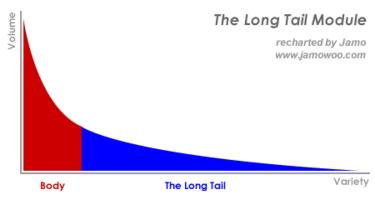 The Long Tail Module
recharted by Jamo
www.jamowoo.com
Volume
Variety
Body
The Long Tail